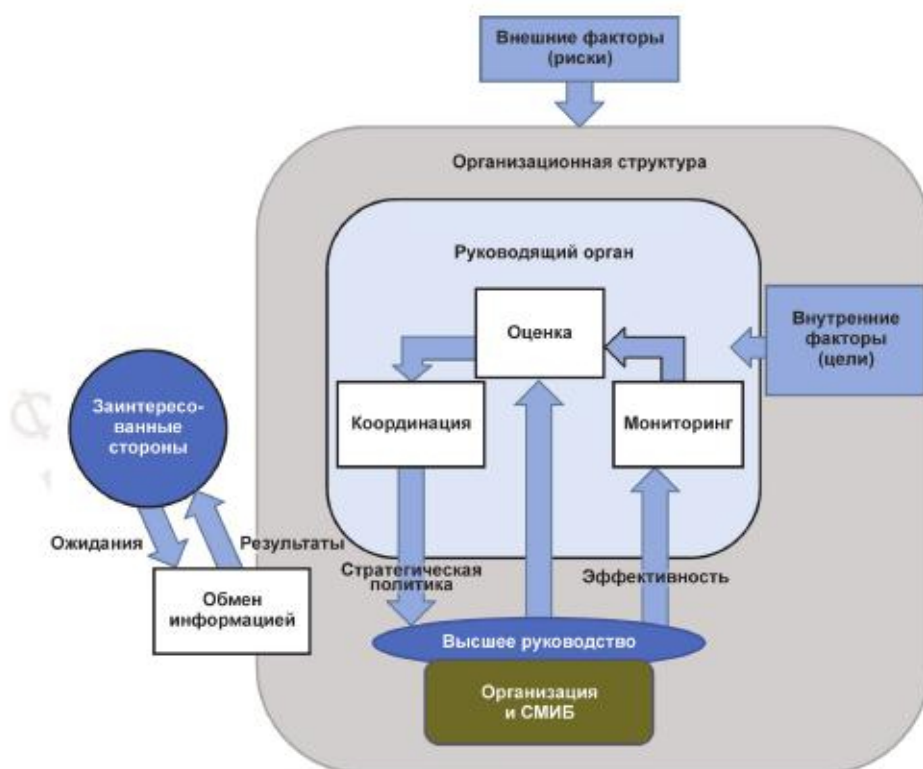 Внешние факторы
(риски)
Организационная структура
Руководящий орган
Оценка
Внутренние
факторы
(цели)
Координация
Мониторинг
Заинтересо-
ванные
стороны
Ожидания
Результаты
Стратегическая
политика
Эффективность
Обмен
информацией
Высшее руководство
Организация
и СМИБ